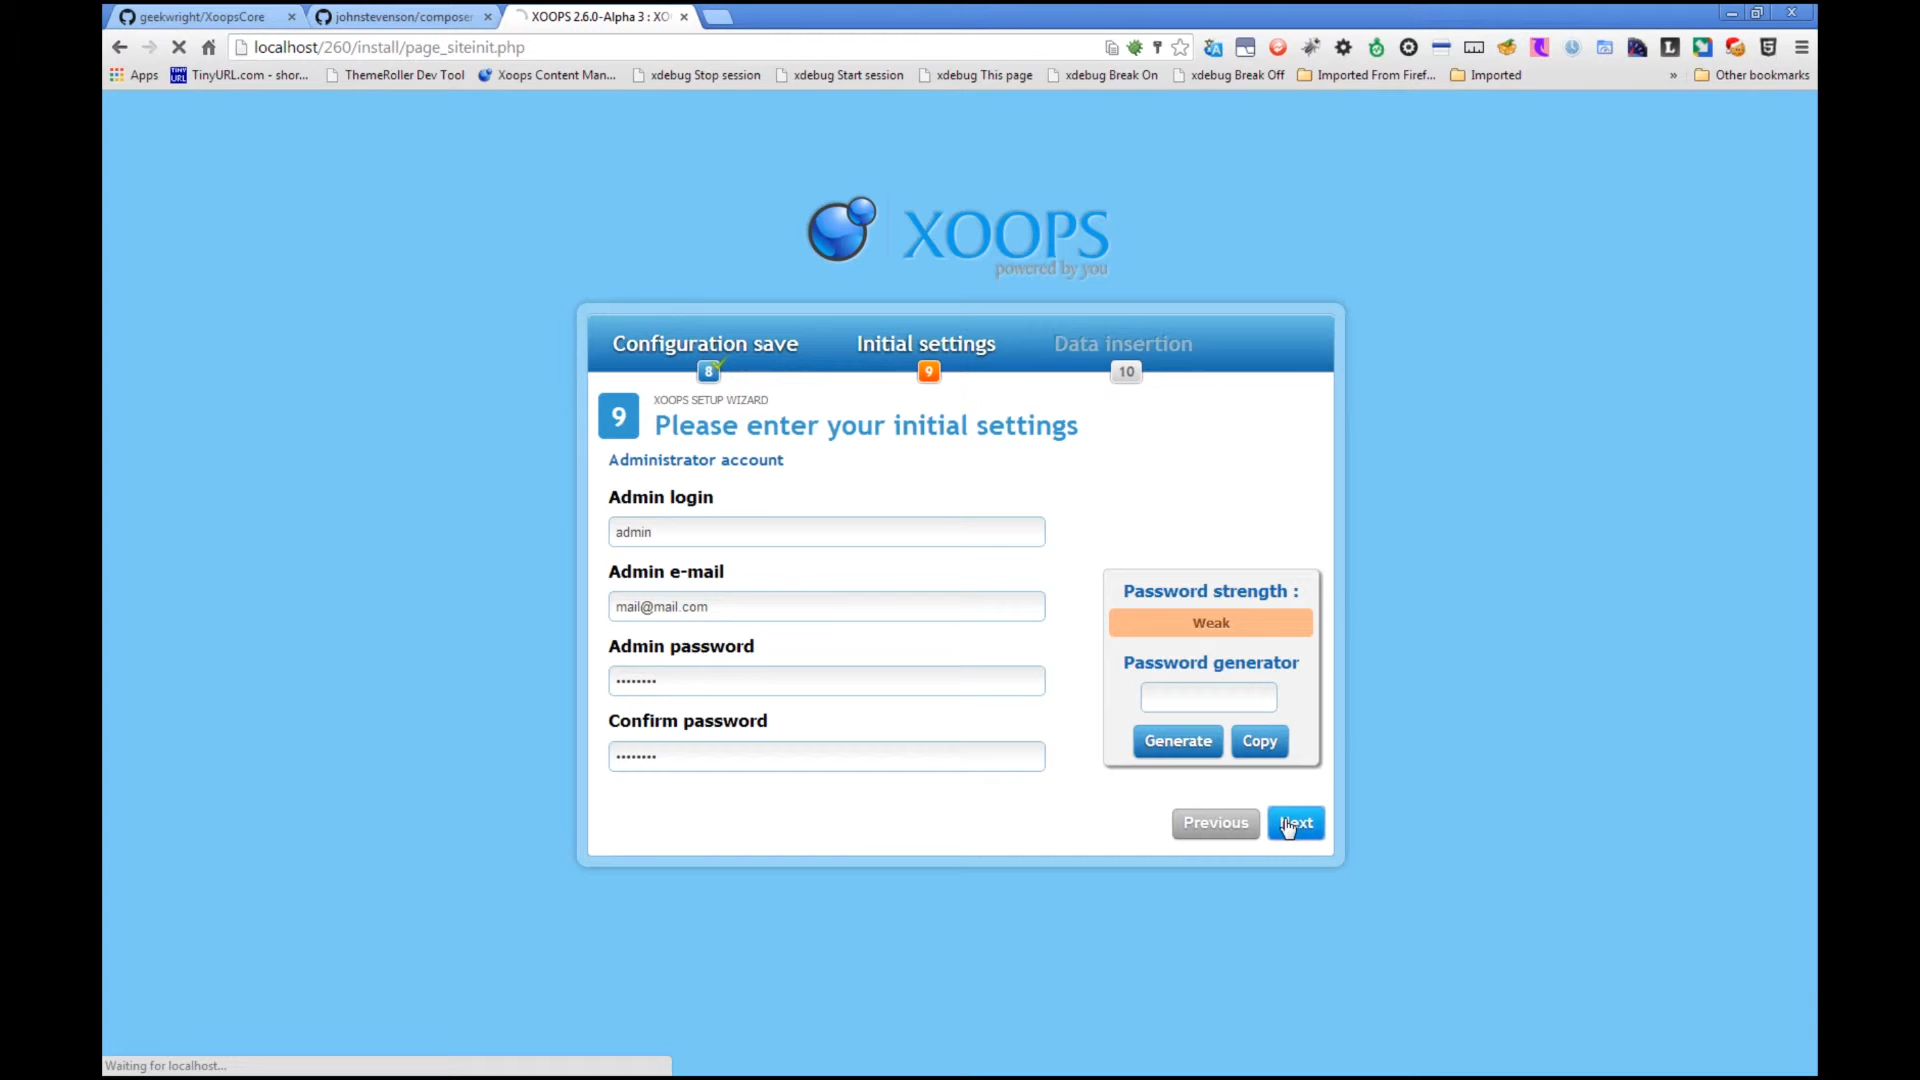 geekwright/XoopsCore
johnstevenson/composer
XOOPS 2.6.0-Alpha 3 : XO
localhost/260/install/page_siteinit.php
Apps
TinyURL.com - shor...
ThemeRoller Dev Tool
Xoops Content Man...
xdebug Stop session
xdebug Start session
xdebug This page
xdebug Break On
xdebug Break Off
Imported From Firef...
Imported
»
Other bookmarks
XOOPS
powered by you
Configuration save
Initial settings
Data insertion
8
9
10
9
XOOPS SETUP WIZARD
Please enter your initial settings
Administrator account
Admin login
admin
Admin e-mail
mail@mail.com
Admin password
••••••••
Confirm password
••••••••
Password strength :
Weak
Password generator
Generate
Copy
Previous
Next
Waiting for localhost...